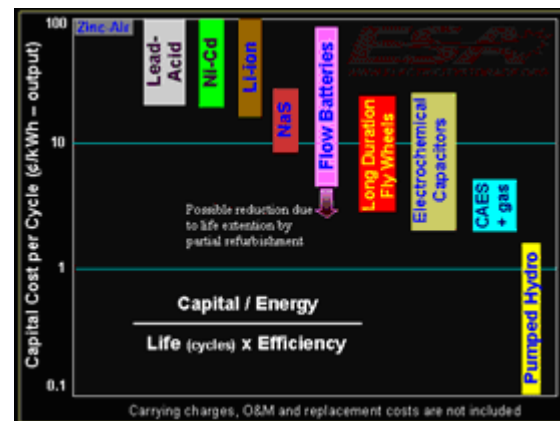 Capital Cost per Cycle (¢/kWh – output)
100
10
1
0.1
Zinc-Air
Lead-
Acid
Ni-Cd
Li-ion
NaS
Flow Batteries
Long Duration
Fly Wheels
Electrochemical
Capacitors
CAES
+ gas
Pumped Hydro
Possible reduction due
to life extention by
partial refurbishment
Capital / Energy
Life (cycles) x Efficiency
Carrying charges, O&M and replacement costs are not included